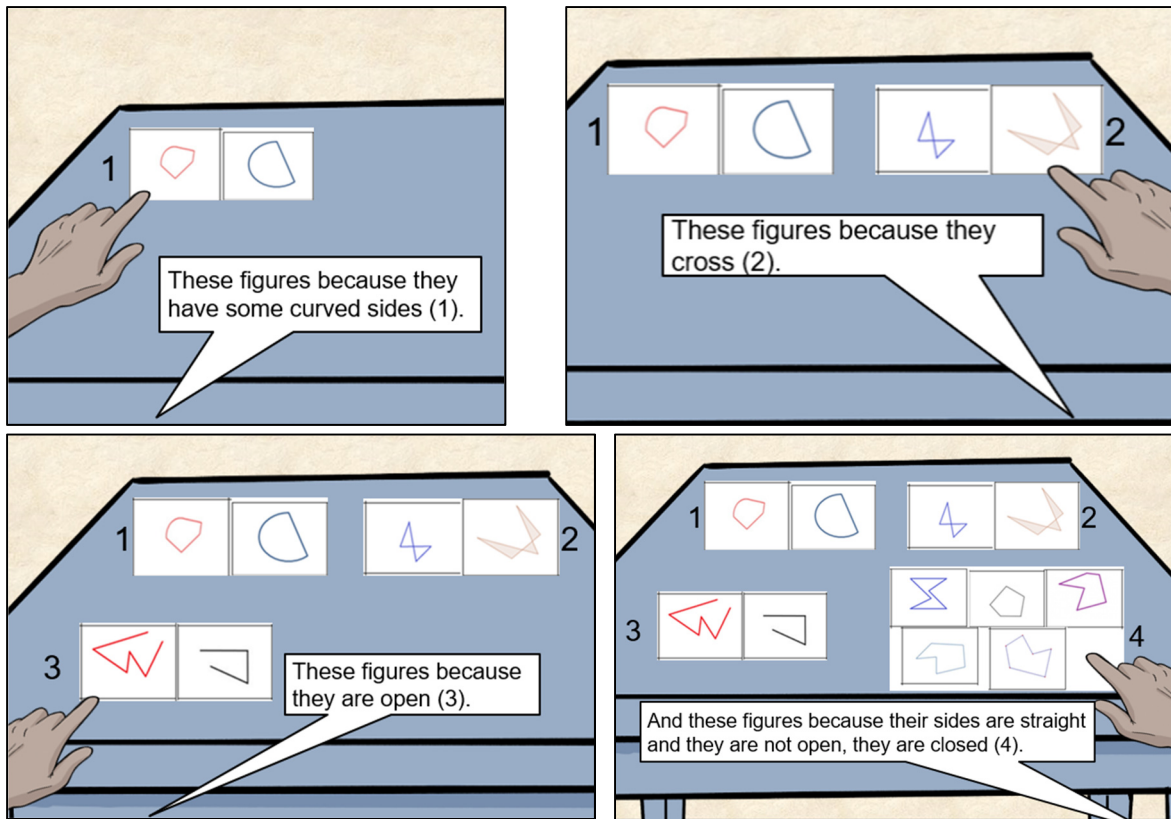 1
These figures because they
have some curved sides (1).
1
2
These figures because they
cross (2).
1
2
3
These figures because
they are open (3).
1
2
3
4
And these figures because their sides are straight
and they are not open, they are closed (4).